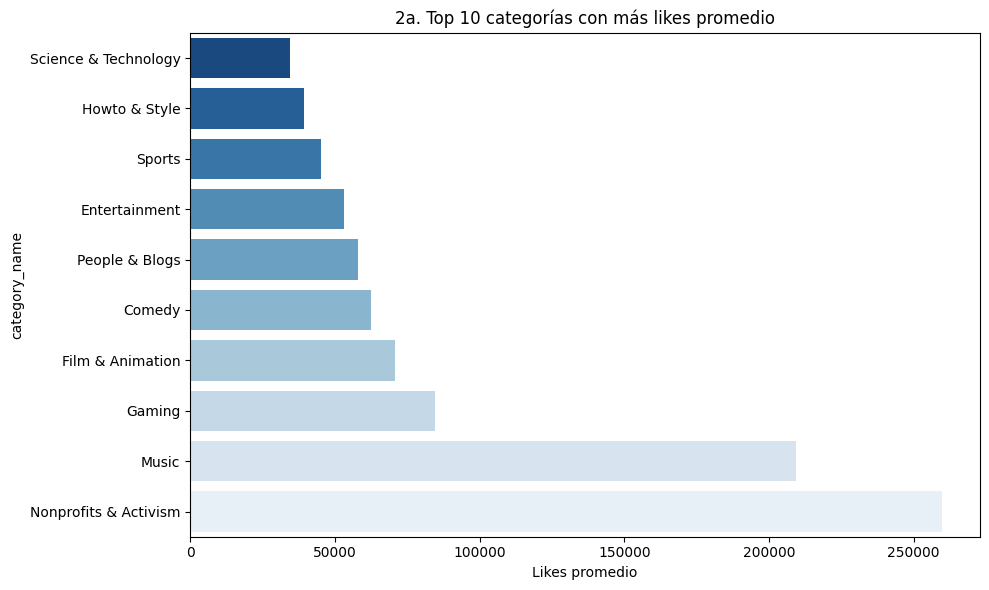 2a. Top 10 categorías con más likes promedio
Science & Technology
Howto & Style
Sports
Entertainment
People & Blogs
Comedy
Film & Animation
Gaming
Music
Nonprofits & Activism
category_name
0 50000 100000 150000 200000 250000
Likes promedio